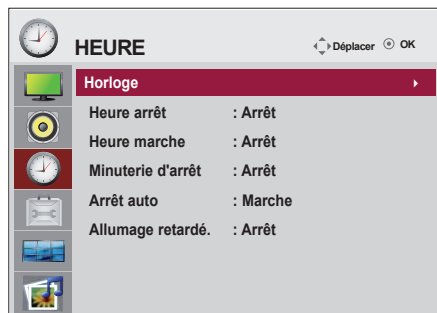 HEURE
Déplacer OK
Horloge
Heure arrêt : Arrêt
Heure marche : Arrêt
Minuterie d'arrêt : Arrêt
Arrêt auto : Marche
Allumage retardé. : Arrêt